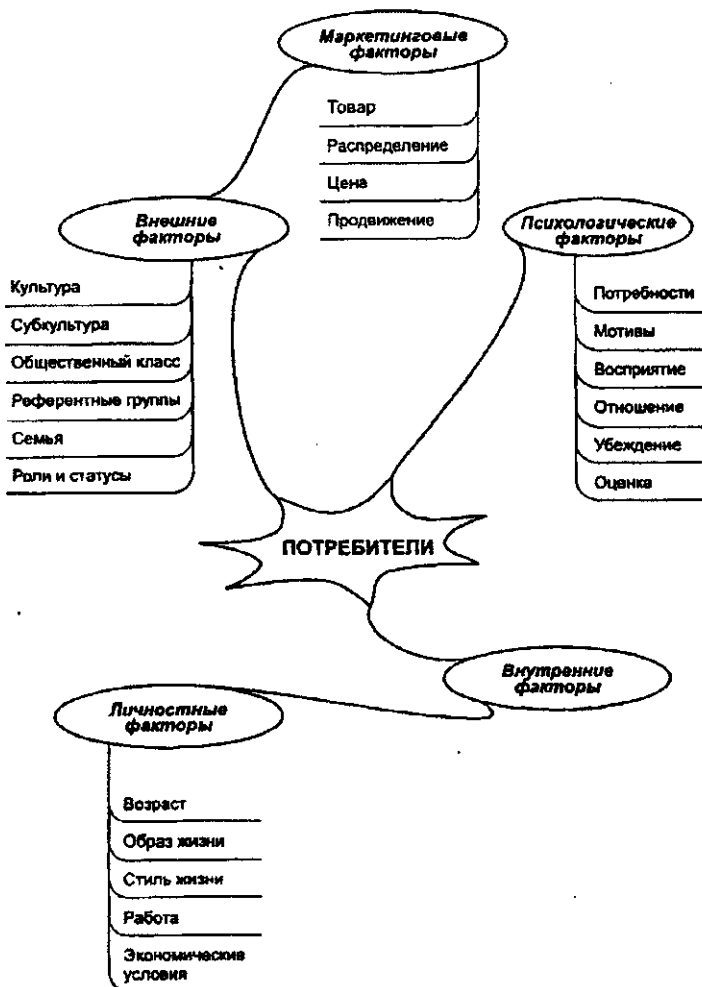 Маркетинговые
факторы
Товар
Распределение
Цена
Продвижение
Внешние
факторы
Культура
Субкультура
Общественный класс
Референтные группы
Семья
Роли и статусы
Психологические
факторы
Потребности
Мотивы
Восприятие
Отношение
Убеждение
Оценка
ПОТРЕБИТЕЛИ
Внутренние
факторы
Личностные
факторы
Возраст
Образ жизни
Стиль жизни
Работа
Экономические
условия